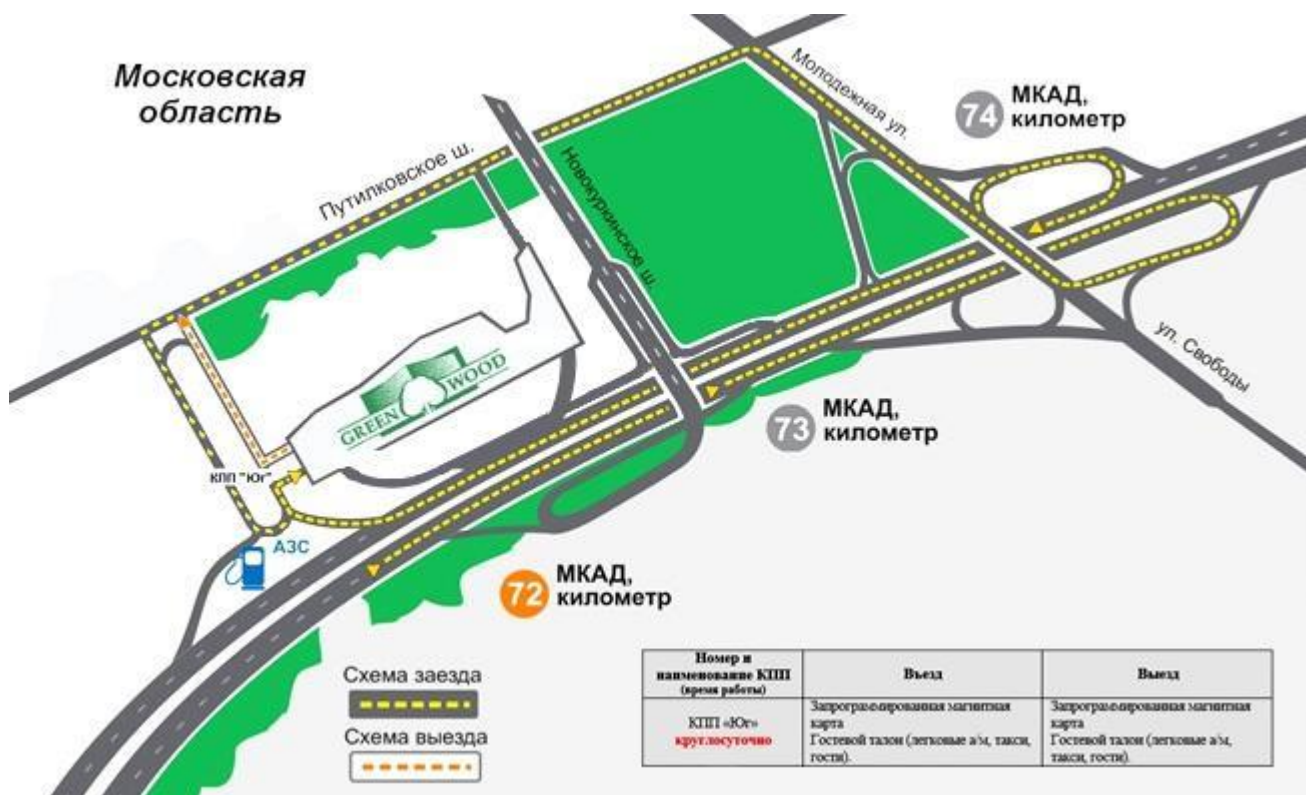 Московская
область
Путилковское ш.
Новокуркинское ш.
Молодежная ул.
74
МКАД,
километр
ул. Свободы
GREEN WOOD
73
МКАД,
километр
КПП "Юг"
АЗС
72
МКАД,
километр
Схема заезда
Схема выезда
Номер и
наименование КПП
(время работы)
Въезд
Выезд
КПП «Юг»
круглосуточно
Запрограммированная магнитная
карта
Гостевой талон (легковые а/м, такси,
гости).
Запрограммированная магнитная
карта
Гостевой талон (легковые а/м,
такси, гости).